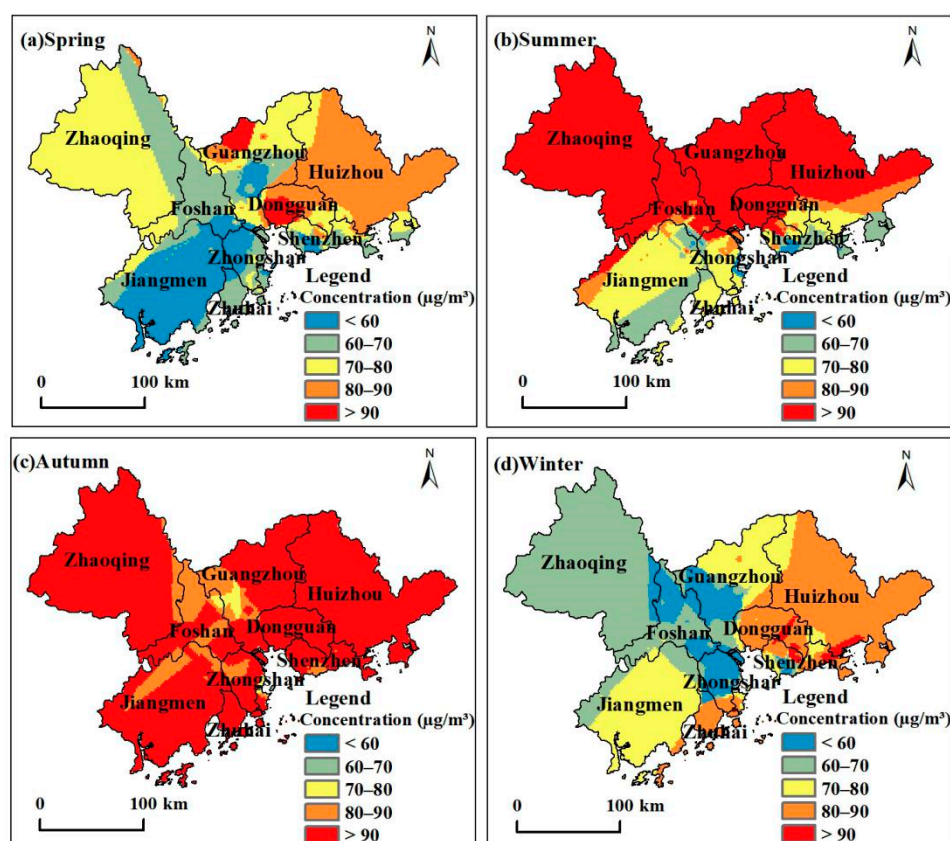 (a)Spring
N
Zhaoqing
Guangzhou
Huizhou
Foshan
Dongguan
Shenzhen
Zhongshan
Jiangmen
Zhuhai
Legend
Concentration (µg/m³)
< 60
60–70
70–80
80–90
> 90
0 100 km
(b)Summer
N
Zhaoqing
Guangzhou
Huizhou
Foshan
Dongguan
Shenzhen
Zhongshan
Jiangmen
Zhuhai
Legend
Concentration (µg/m³)
< 60
60–70
70–80
80–90
> 90
0 100 km
(c)Autumn
N
Zhaoqing
Guangzhou
Huizhou
Foshan
Dongguan
Shenzhen
Zhongshan
Jiangmen
Zhuhai
Legend
Concentration (µg/m³)
< 60
60–70
70–80
80–90
> 90
0 100 km
(d)Winter
N
Zhaoqing
Guangzhou
Huizhou
Foshan
Dongguan
Shenzhen
Zhongshan
Jiangmen
Zhuhai
Legend
Concentration (µg/m³)
< 60
60–70
70–80
80–90
> 90
0 100 km